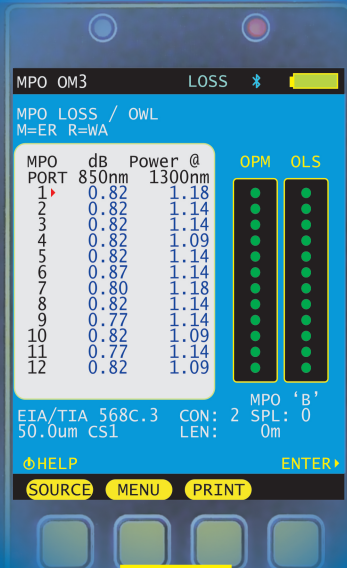 MPO OM3 LOSS
MPO LOSS / OWL
M=ER R=WA
MPO dB Power @ OPM OLS
PORT 850nm 1300nm
1 0.82 1.18
2 0.82 1.14
3 0.82 1.14
4 0.82 1.09
5 0.82 1.14
6 0.87 1.14
7 0.80 1.18
8 0.82 1.14
9 0.77 1.14
10 0.82 1.09
11 0.77 1.14
12 0.82 1.09
MPO ‘B’
EIA/TIA 568C.3 CON: 2 SPL: 0
50.0um CS1 LEN: 0m
HELP ENTER
SOURCE MENU PRINT